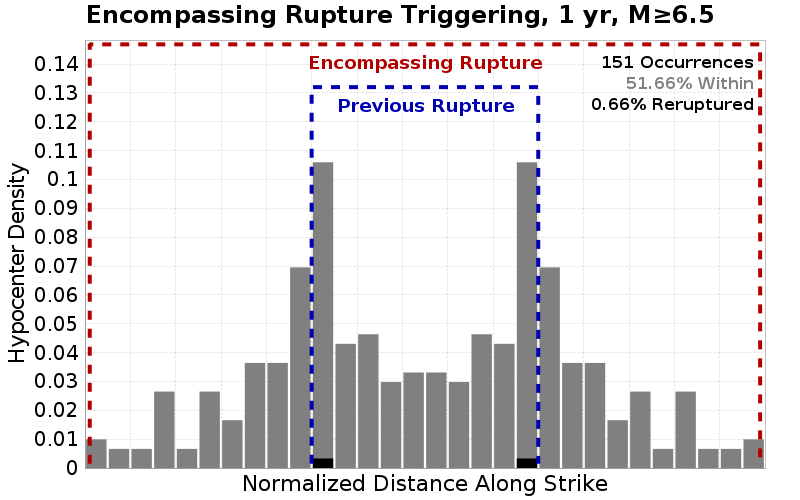 Encompassing Rupture Triggering, 1 yr, M≥6.5
Encompassing Rupture
151 Occurrences
51.66% Within
0.66% Reruptured
Previous Rupture
Hypocenter Density
0.14
0.13
0.12
0.11
0.1
0.09
0.08
0.07
0.06
0.05
0.04
0.03
0.02
0.01
0
Normalized Distance Along Strike